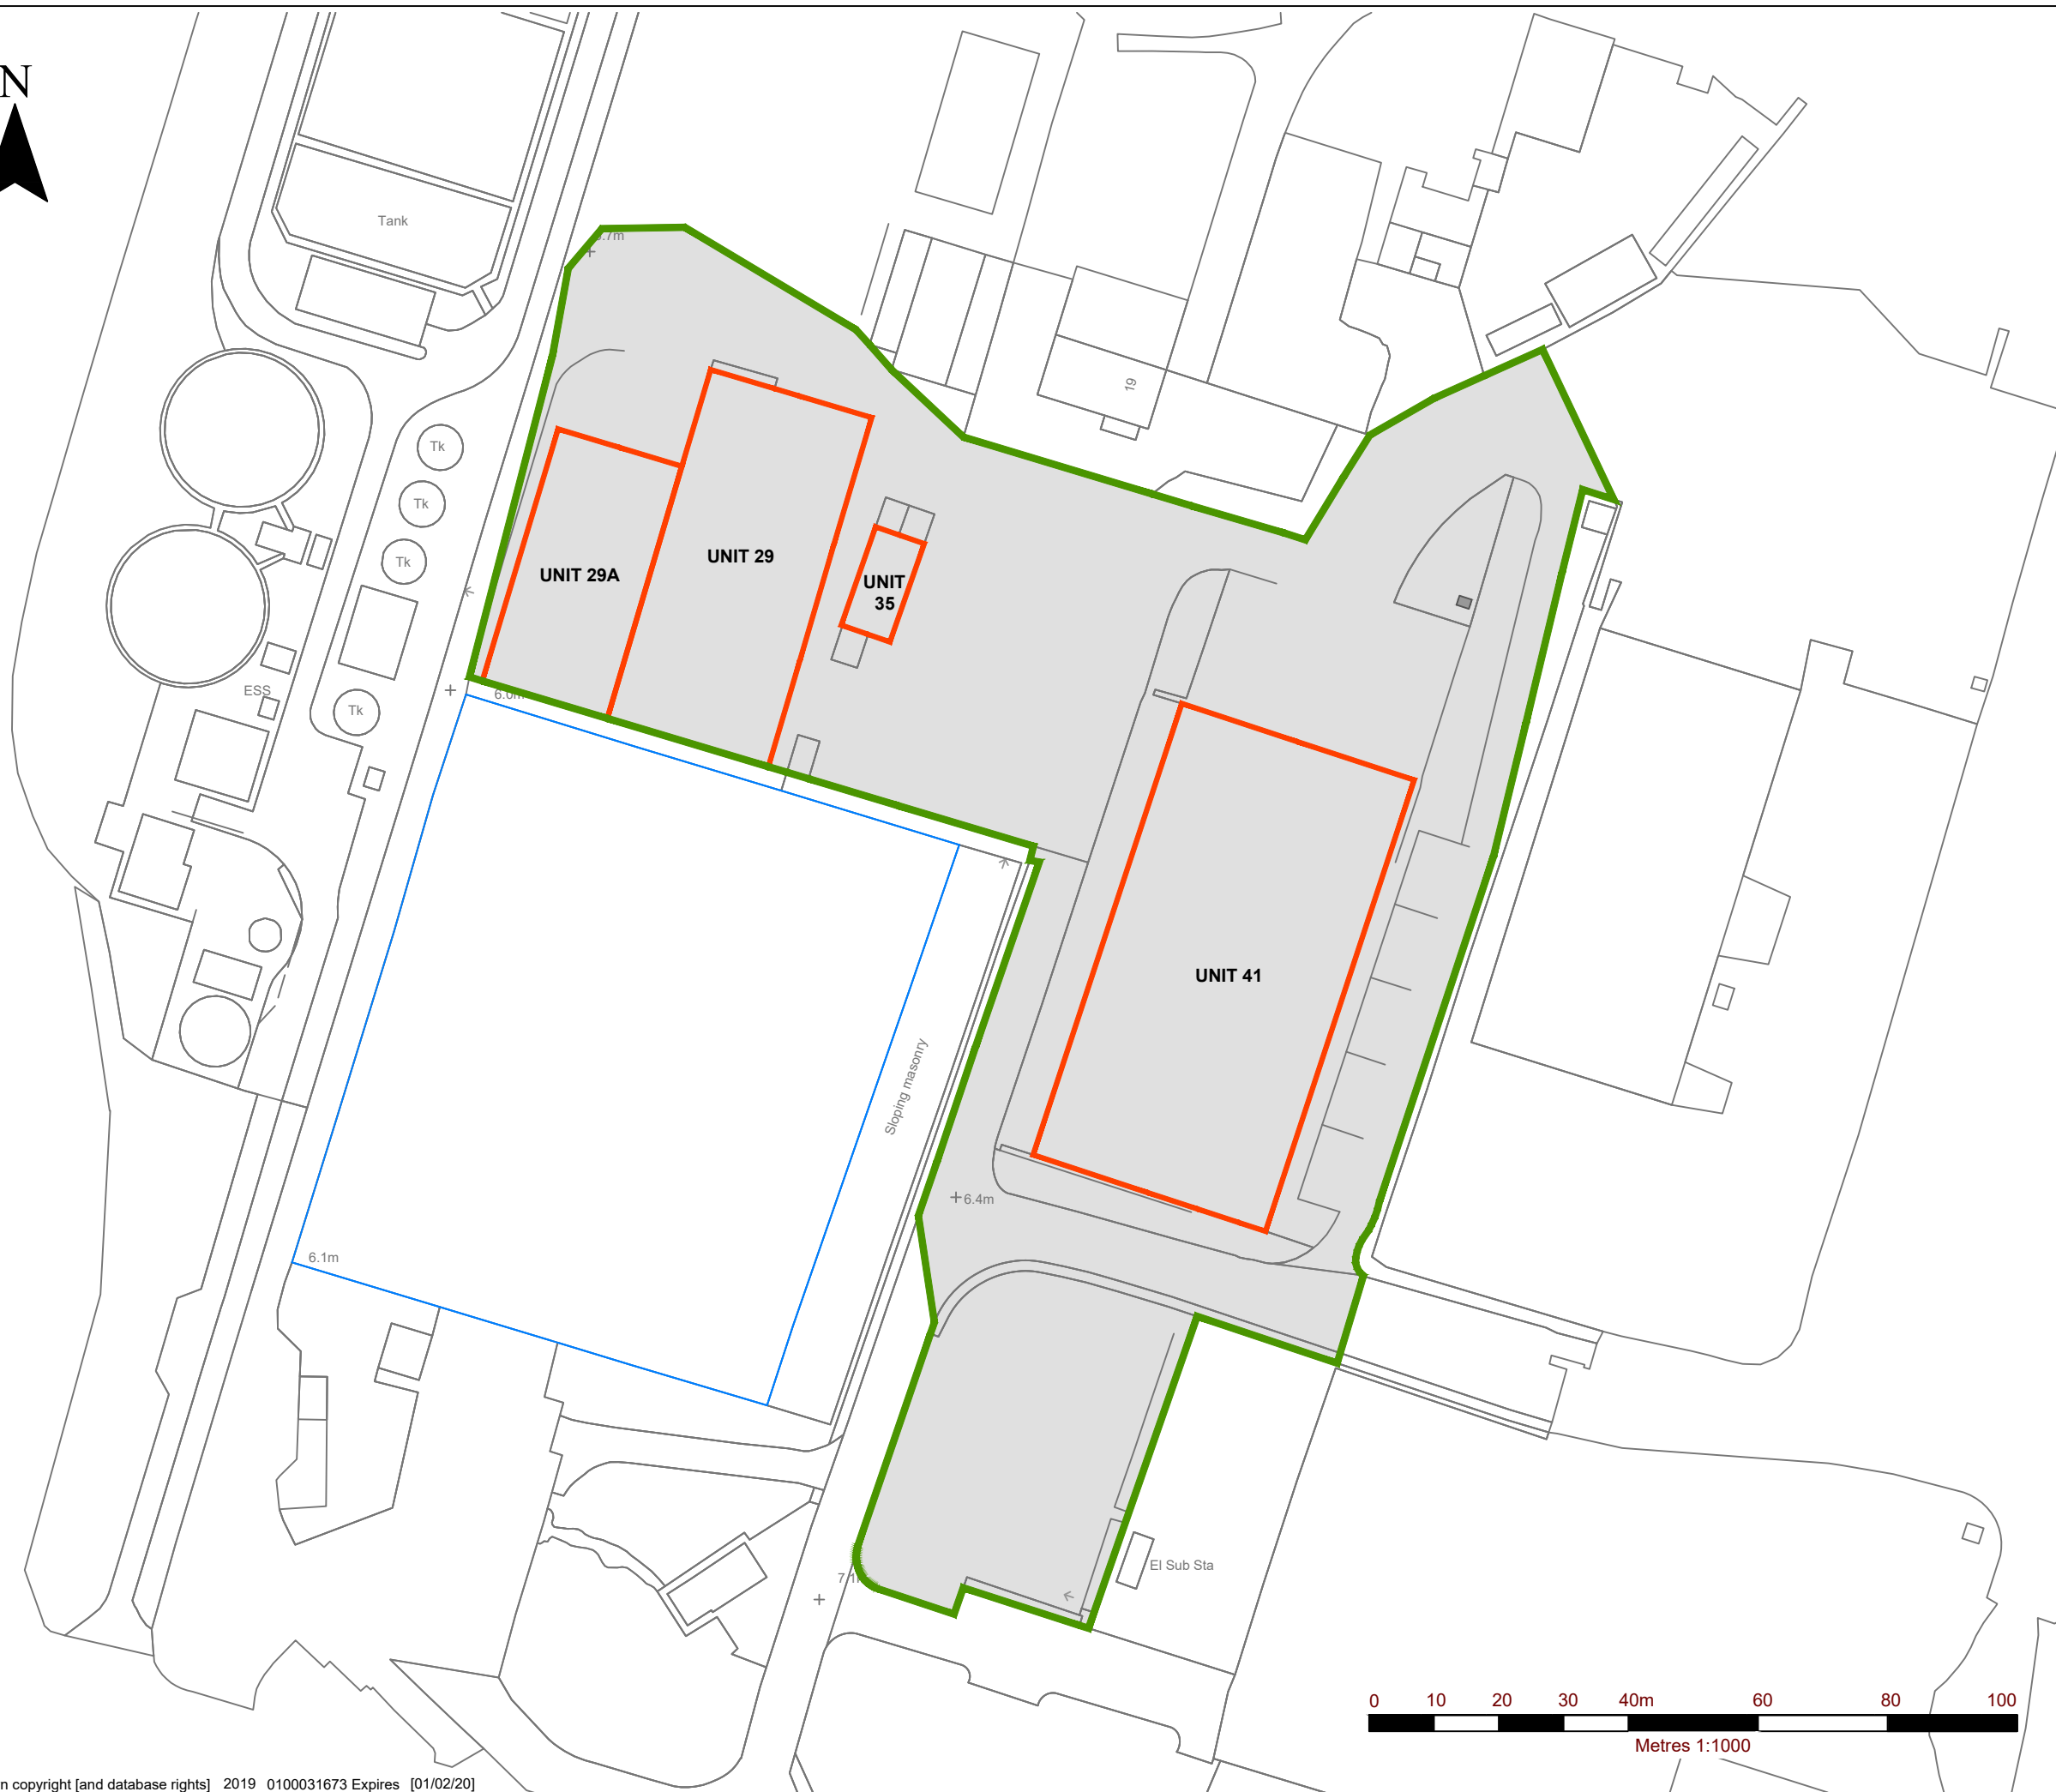 N
Tank
Tk
Tk
Tk
Tk
ESS
19
UNIT 29A
UNIT 29
UNIT
35
UNIT 41
Sloping masonry
6.4m
6.1m
El Sub Sta
0 10 20 30 40m 60 80 100
Metres 1:1000
copyright [and database rights] 2019 0100031673 Expires [01/02/20]